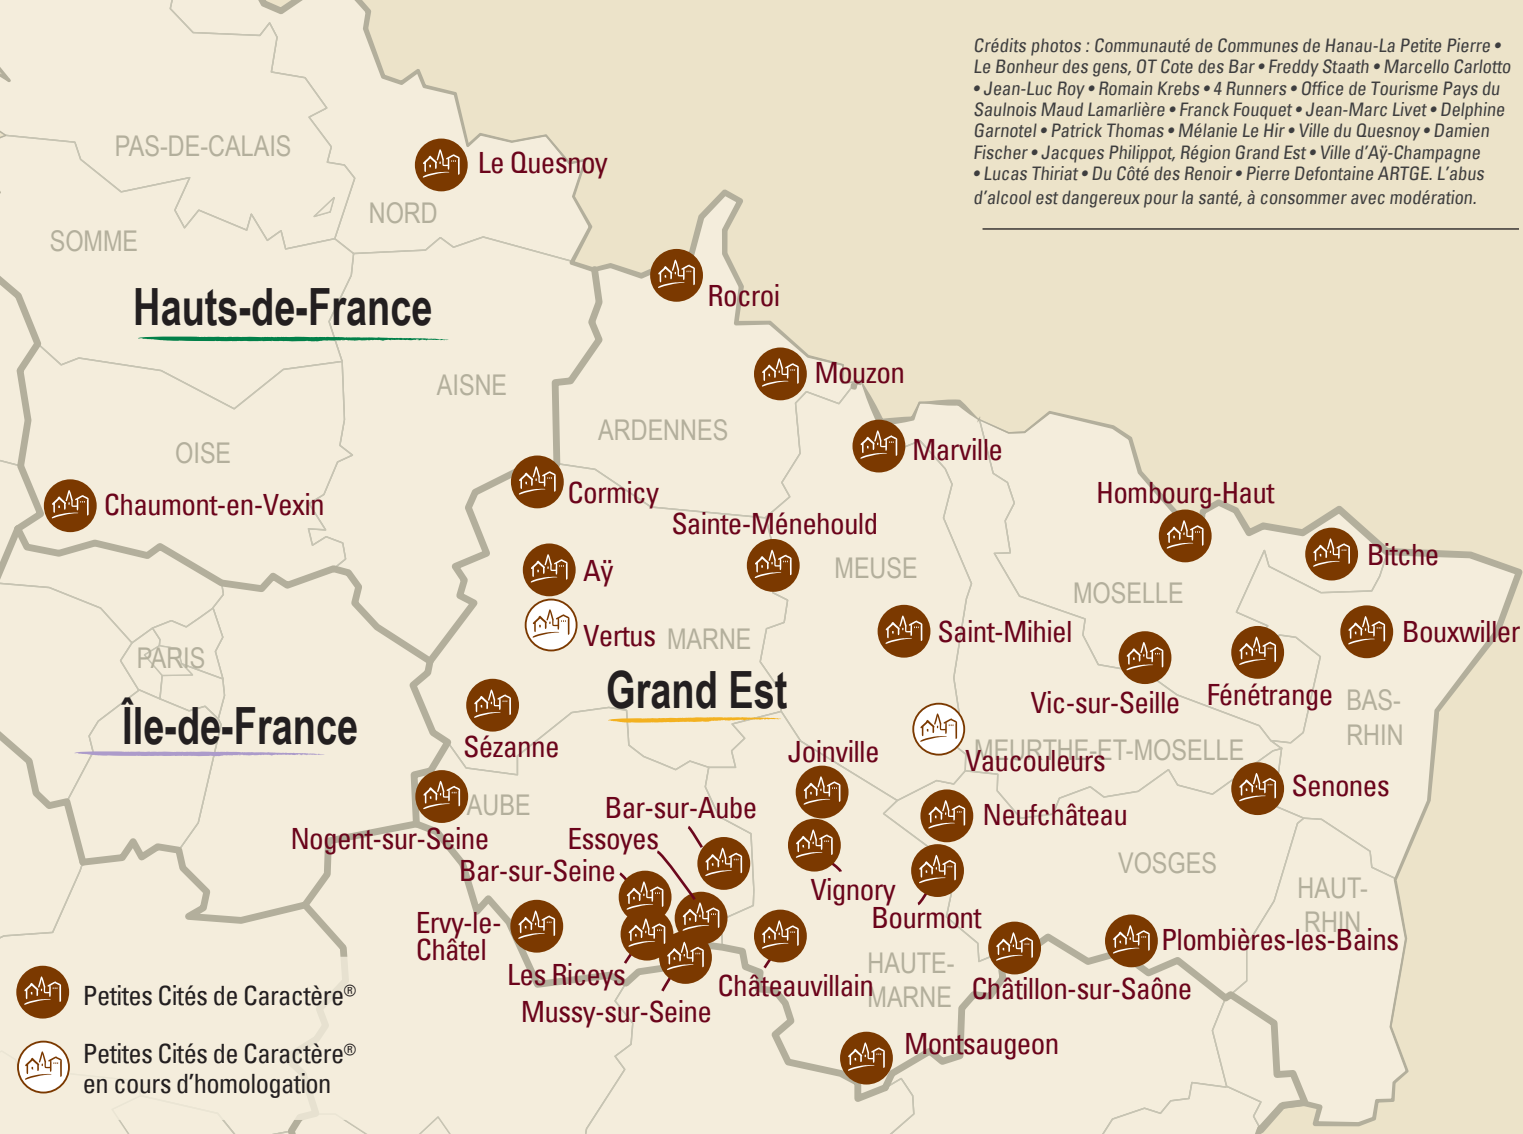 Crédits photos : Communauté de Communes de Hanau-La Petite Pierre •
Le Bonheur des gens, OT Cote des Bar • Freddy Staath • Marcello Carlotto
• Jean-Luc Roy • Romain Krebs • 4 Runners • Office de Tourisme Pays du
Saulnois Maud Lamarlière • Franck Fouquet • Jean-Marc Livet • Delphine
Garnotel • Patrick Thomas • Mélanie Le Hir • Ville du Quesnoy • Damien
Fischer • Jacques Philippot, Région Grand Est • Ville d'Aÿ-Champagne
• Lucas Thiriat • Du Côté des Renoir • Pierre Defontaine ARTGE. L'abus
d'alcool est dangereux pour la santé, à consommer avec modération.
PAS-DE-CALAIS
Le Quesnoy
NORD
SOMME
Hauts-de-France
Rocroi
Mouzon
AISNE
ARDENNES
OISE
Marville
Chaumont-en-Vexin
Cormicy
Hombourg-Haut
Sainte-Ménehould
Bitche
Aÿ
MEUSE
MOSELLE
Vertus
MARNE
Saint-Mihiel
Bouxwiller
PARIS
Grand Est
Vic-sur-Seille
Fénétrange
BAS-
RHIN
Île-de-France
Sézanne
Joinville
MEURTHE-ET-MOSELLE
Vaucouleurs
Senones
AUBE
Bar-sur-Aube
Neufchâteau
Nogent-sur-Seine
Essoyes
Bar-sur-Seine
VOSGES
Vignory
HAUT-
RHIN
Bourmont
Ervy-le-
Châtel
Plombières-les-Bains
Les Riceys
Châteauvillain
HAUTE-
MARNE
Châtillon-sur-Saône
Mussy-sur-Seine
Montsaugeon
Petites Cités de Caractère®
Petites Cités de Caractère®
en cours d'homologation